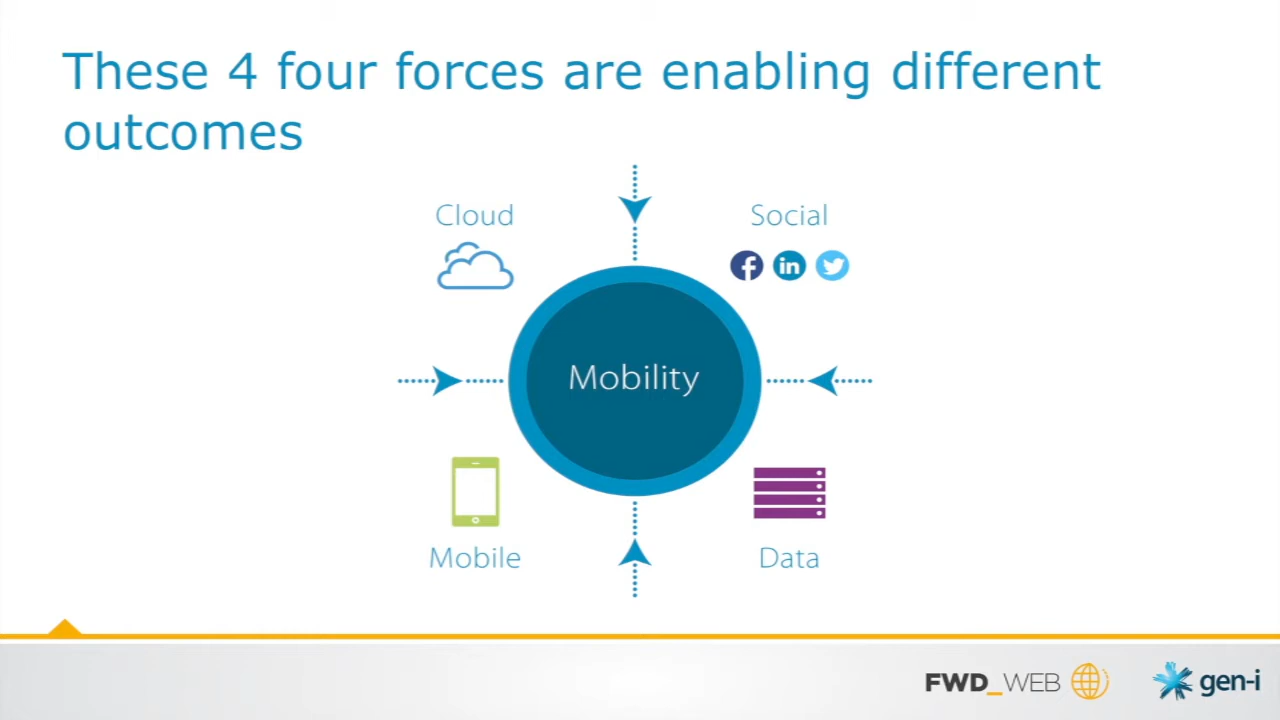 These 4 four forces are enabling different
outcomes
Cloud
Social
Mobility
Mobile
Data
FWD_WEB
gen-i